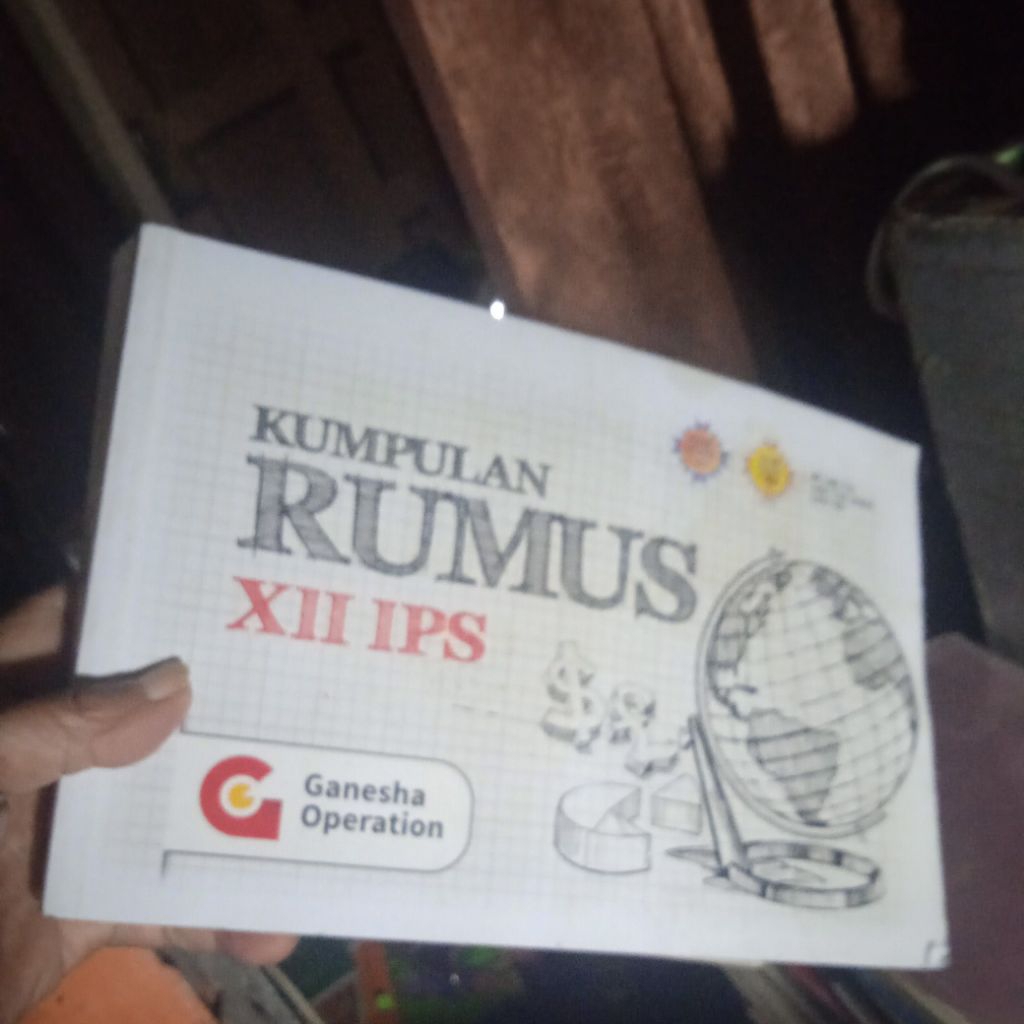 KUMPULAN
RUMUS
XII IPS
Ganesha
Operation